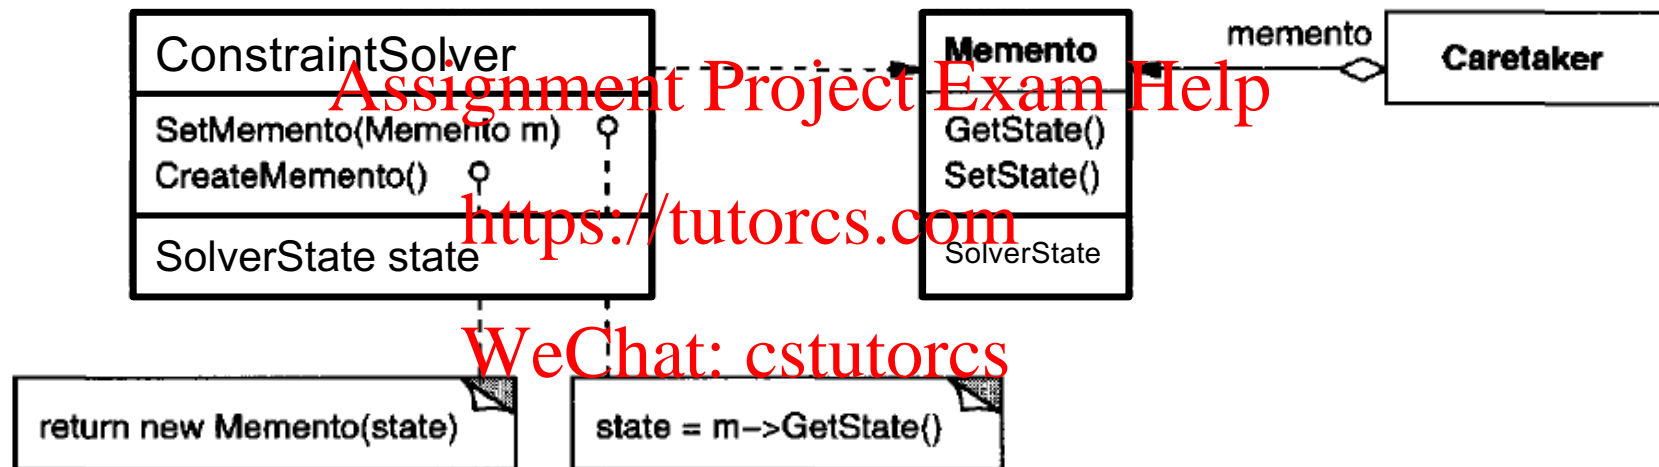 ConstraintSolver
SetMemento(Memento m)
CreateMemento()
SolverState state
Memento
GetState()
SetState()
SolverState
memento
Caretaker
Assignment Project Exam Help
https://tutorcs.com
WeChat: cstutorcs
return new Memento(state)
state = m->GetState()